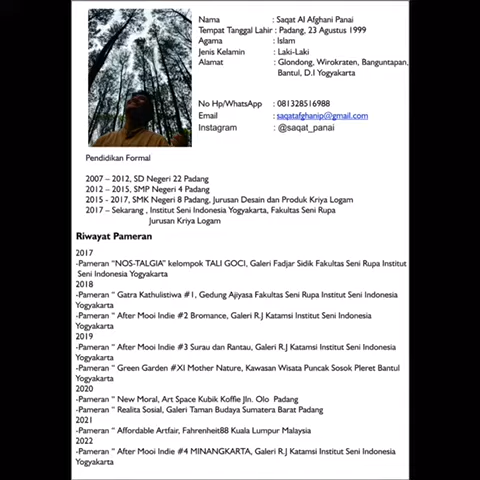 Nama : Saqat Al Afghani Panai
Tempat Tanggal Lahir : Padang, 23 Agustus 1999
Agama : Islam
Jenis Kelamin : Laki-Laki
Alamat : Glondong, Wirokraten, Banguntapan,
Bantul, D.I Yogyakarta
No Hp/WhatsApp : 081328516988
Email : saqatafghanip@gmail.com
Instagram : @saqat_panai
Pendidikan Formal
2007 – 2012, SD Negeri 22 Padang
2012 – 2015, SMP Negeri 4 Padang
2015 - 2017, SMK Negeri 8 Padang, Jurusan Desain dan Produk Kriya Logam
2017 – Sekarang , Institut Seni Indonesia Yogyakarta, Fakultas Seni Rupa
Jurusan Kriya Logam
Riwayat Pameran
2017
-Pameran "NOS-TALGIA" kelompok TALI GOCI, Galeri Fadjar Sidik Fakultas Seni Rupa Institut
Seni Indonesia Yogyakarta
2018
-Pameran " Gatra Kathulistiwa #1, Gedung Ajiyasa Fakultas Seni Rupa Institut Seni Indonesia
Yogyakarta
-Pameran " After Mooi Indie #2 Bromance, Galeri R.J Katamsi Institut Seni Indonesia
Yogyakarta
2019
-Pameran " After Mooi Indie #3 Surau dan Rantau, Galeri R.J Katamsi Institut Seni Indonesia
Yogyakarta
-Pameran " Green Garden #XI Mother Nature, Kawasan Wisata Puncak Sosok Pleret Bantul
Yogyakarta
2020
-Pameran " New Moral, Art Space Kubik Koffie Jln. Olo Padang
-Pameran " Realita Sosial, Galeri Taman Budaya Sumatera Barat Padang
2021
-Pameran " Affordable Artfair, Fahrenheit88 Kuala Lumpur Malaysia
2022
-Pameran " After Mooi Indie #4 MINANGKARTA, Galeri R.J Katamsi Institut Seni Indonesia
Yogyakarta